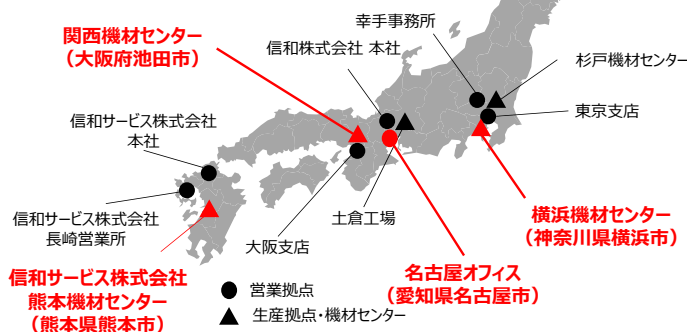 幸手事務所
関西機材センター
（大阪府池田市）
信和株式会社 本社
杉戸機材センター
東京支店
信和サービス株式会社
本社
信和サービス株式会社
長崎営業所
土倉工場
大阪支店
横浜機材センター
（神奈川県横浜市）
信和サービス株式会社
熊本機材センター
（熊本県熊本市）
名古屋オフィス
（愛知県名古屋市）
営業拠点
生産拠点・機材センター